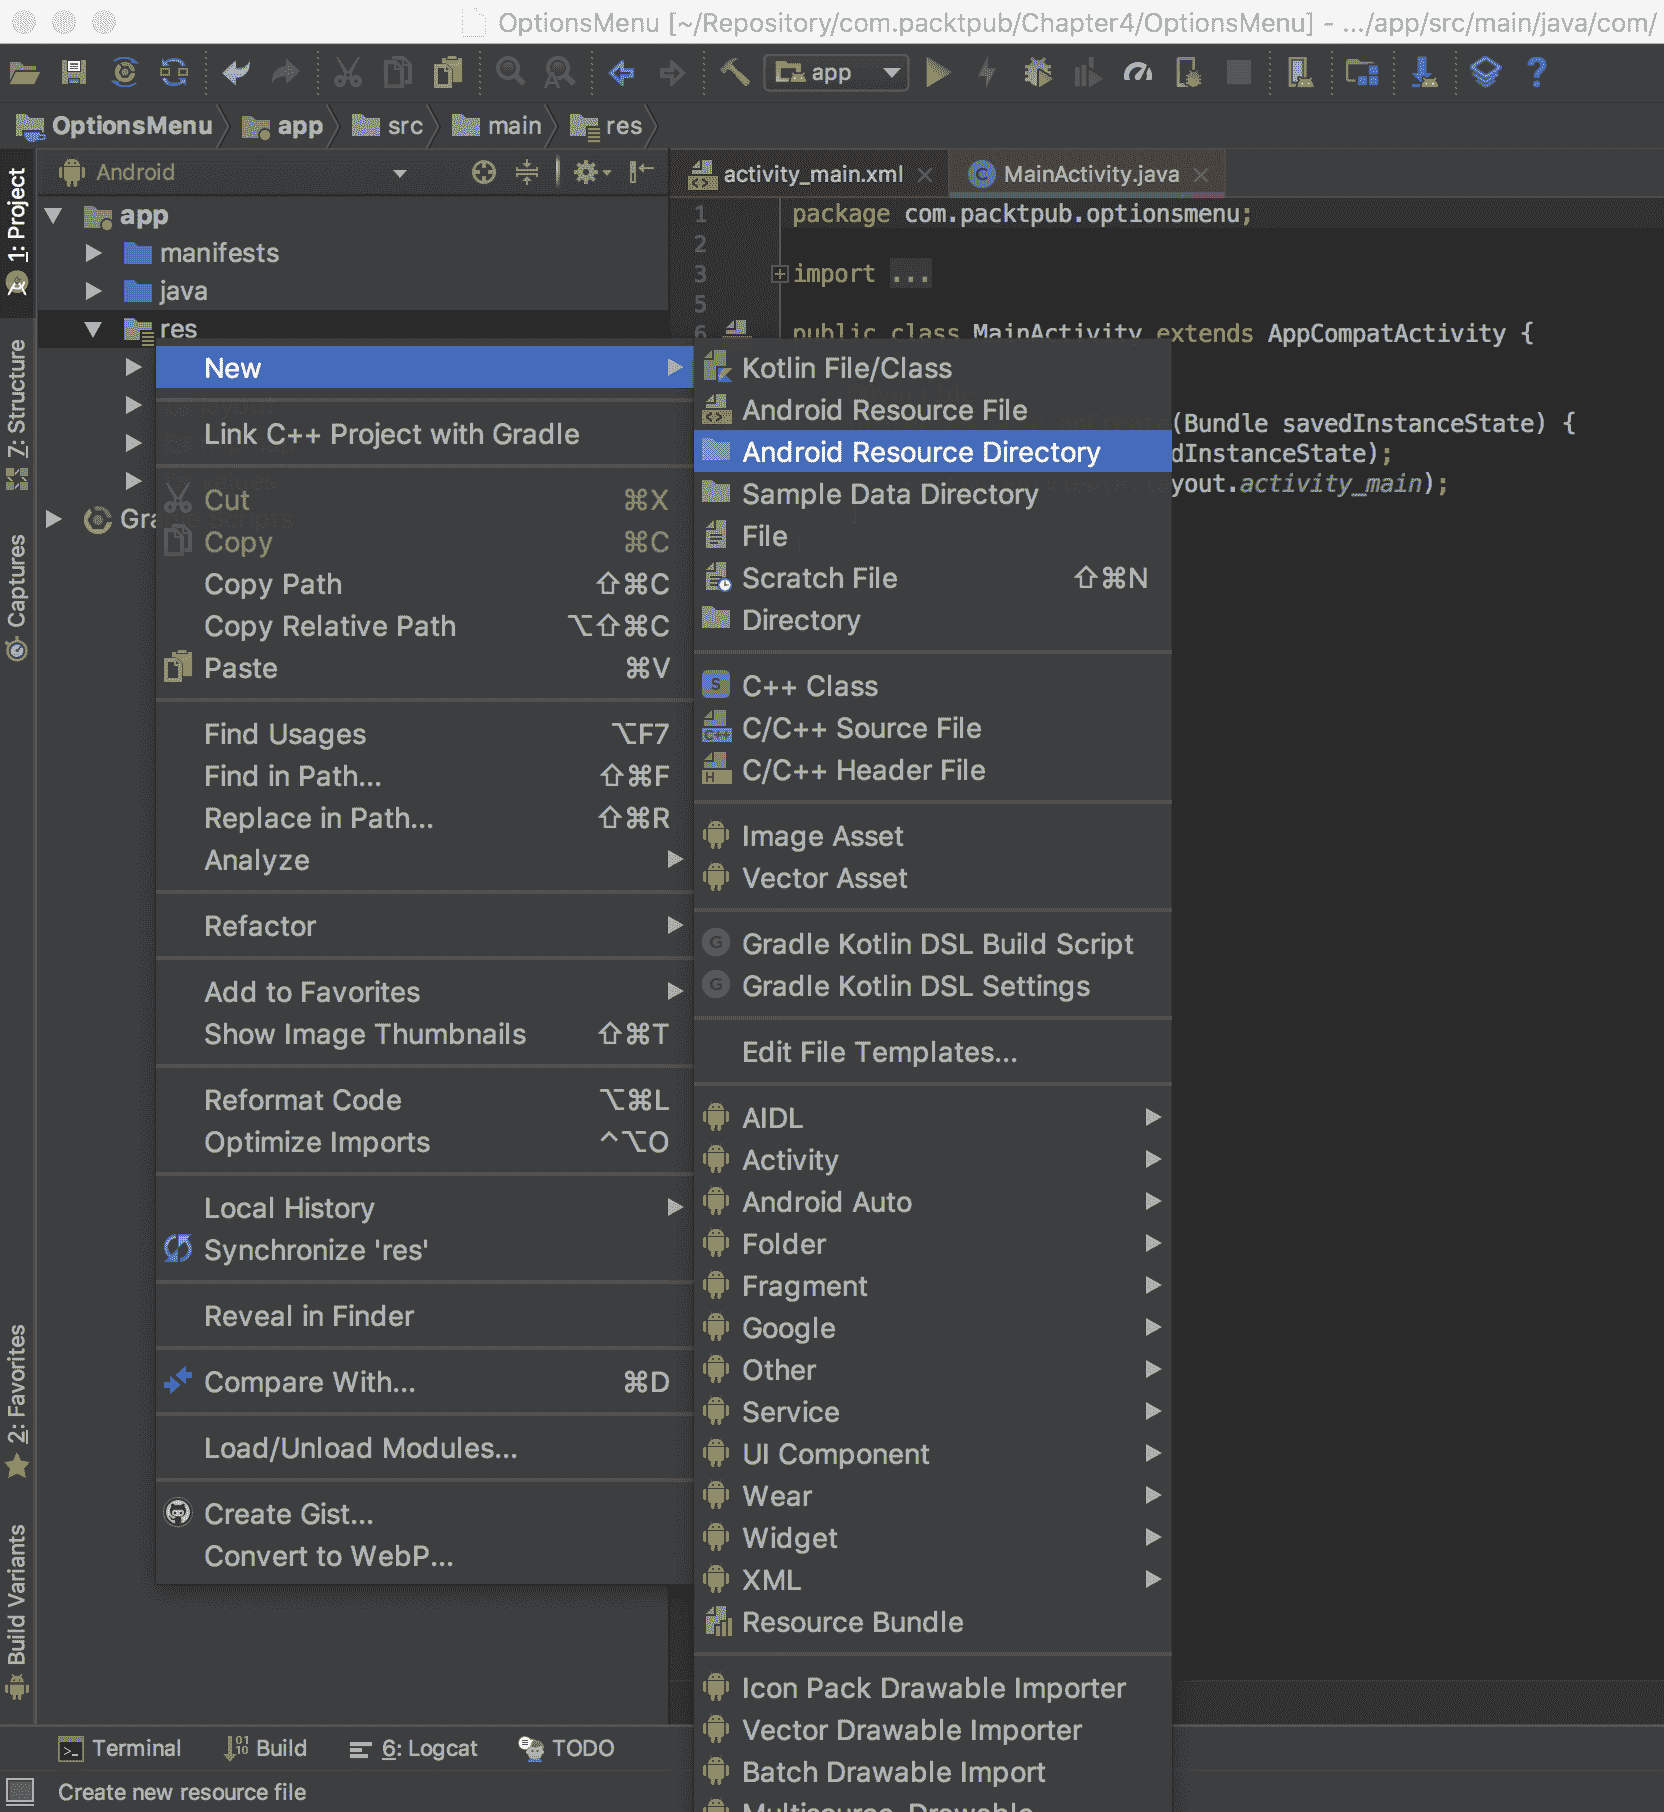 OptionsMenu [~/Repository/com.packtpub/Chapter4/OptionsMenu] - .../app/src/main/java/com/
app
OptionsMenu app src main res
Android
activity_main.xml
MainActivity.java
1: Project
Z: Structure
Captures
2: Favorites
Build Variants
app
manifests
java
res
1 package com.packtpub.optionsmenu;
2
3 import ...
5
6 public class MainActivity extends AppCompatActivity {
(Bundle savedInstanceState) {
dInstanceState);
ayout.activity_main);
New
Link C++ Project with Gradle
Cut ⌘X
Copy ⌘C
Copy Path ⇧⌘C
Copy Relative Path ⌥⇧⌘C
Paste ⌘V
Find Usages ⌥F7
Find in Path... ⇧⌘F
Replace in Path... ⇧⌘R
Analyze
Refactor
Add to Favorites
Show Image Thumbnails ⇧⌘T
Reformat Code ⌥⌘L
Optimize Imports ^⌥O
Local History
Synchronize 'res'
Reveal in Finder
Compare With... ⌘D
Load/Unload Modules...
Create Gist...
Convert to WebP...
Kotlin File/Class
Android Resource File
Android Resource Directory
Sample Data Directory
File
Scratch File ⇧⌘N
Directory
C++ Class
C/C++ Source File
C/C++ Header File
Image Asset
Vector Asset
Gradle Kotlin DSL Build Script
Gradle Kotlin DSL Settings
Edit File Templates...
AIDL
Activity
Android Auto
Folder
Fragment
Google
Other
Service
UI Component
Wear
Widget
XML
Resource Bundle
Icon Pack Drawable Importer
Vector Drawable Importer
Batch Drawable Import
Terminal
Build
6: Logcat
TODO
Create new resource file